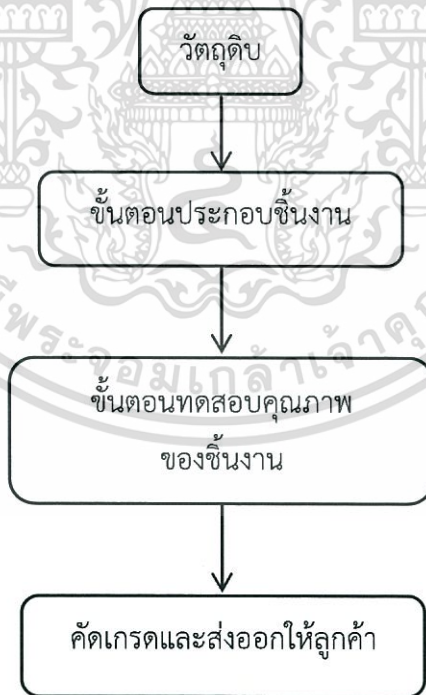 วัตถุดิบ
ขั้นตอนประกอบชิ้นงาน
ขั้นตอนทดสอบคุณภาพ
ของชิ้นงาน
คัดเกรดและส่งออกให้ลูกค้า